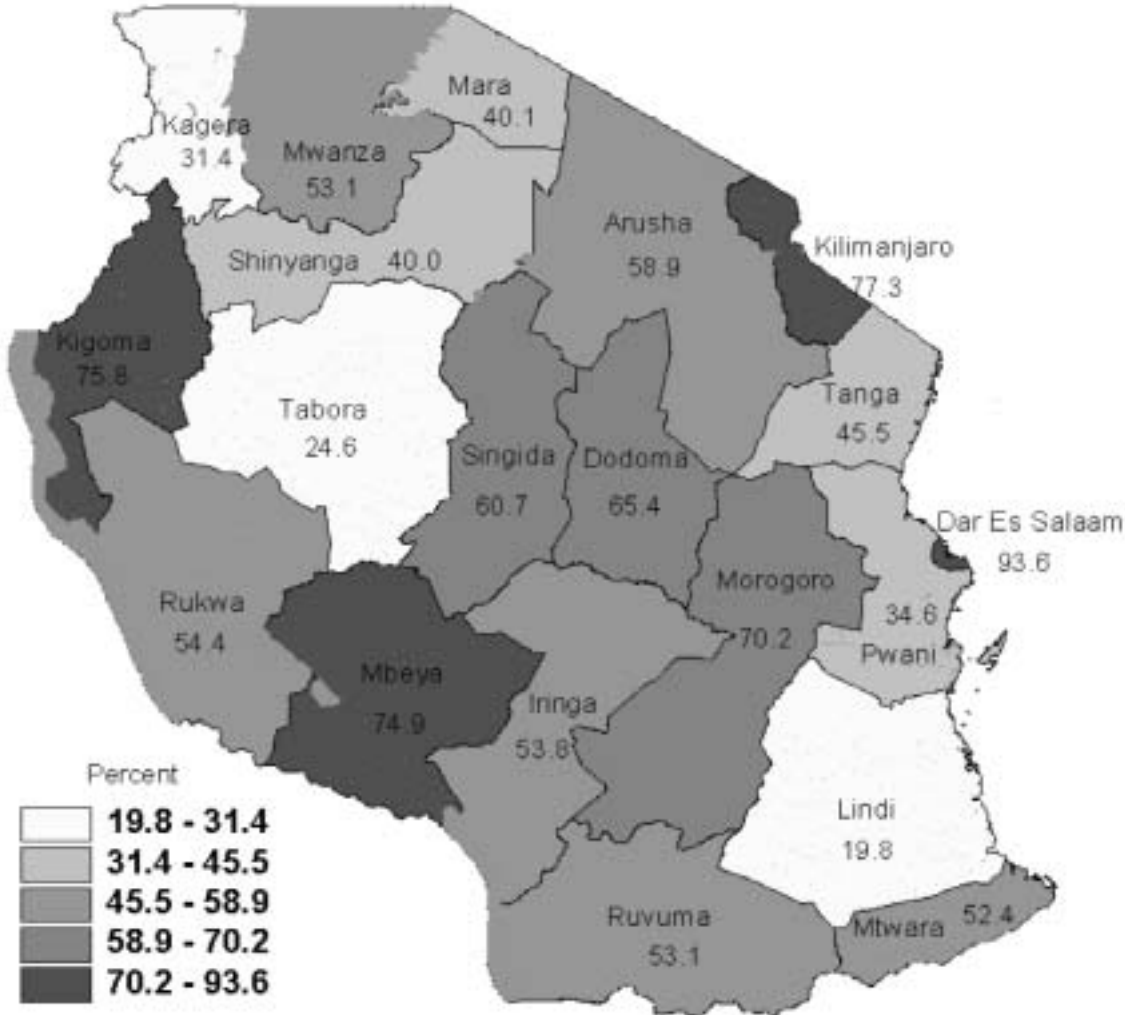 Mara
40.1
Kagera
31.4
Mwanza
53.1
Arusha
58.9
Kilimanjaro
77.3
Shinyanga 40.0
Kigoma
75.8
Tabora
24.6
Tanga
45.5
Singida
60.7
Dodoma
65.4
Dar Es Salaam
93.6
Morogoro
70.2
34.6
Pwani
Rukwa
54.4
Mbeya
74.9
Iringa
53.8
Lindi
19.8
Ruvuma
53.1
Mtwara 52.4
Percent
19.8 - 31.4
31.4 - 45.5
45.5 - 58.9
58.9 - 70.2
70.2 - 93.6